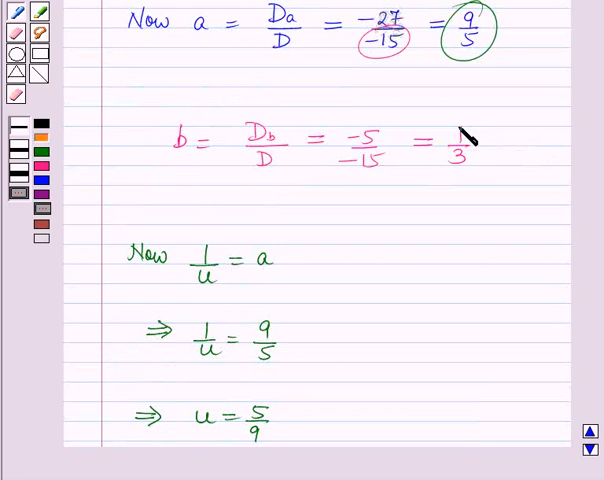 Now a = Da/D = -27/-15 = 9/5
b = Db/D = -5/-15 = 1/3
Now 1/u = a
⇒ 1/u = 9/5
⇒ u = 5/9